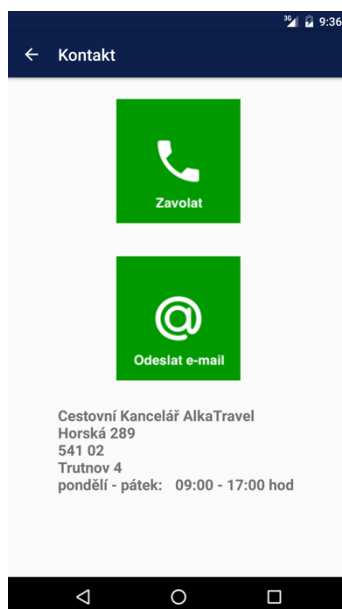 3G 9:36
Kontakt
Zavolat
@
Odeslat e-mail
Cestovní Kancelář AlkaTravel
Horská 289
541 02
Trutnov 4
pondělí - pátek: 09:00 - 17:00 hod